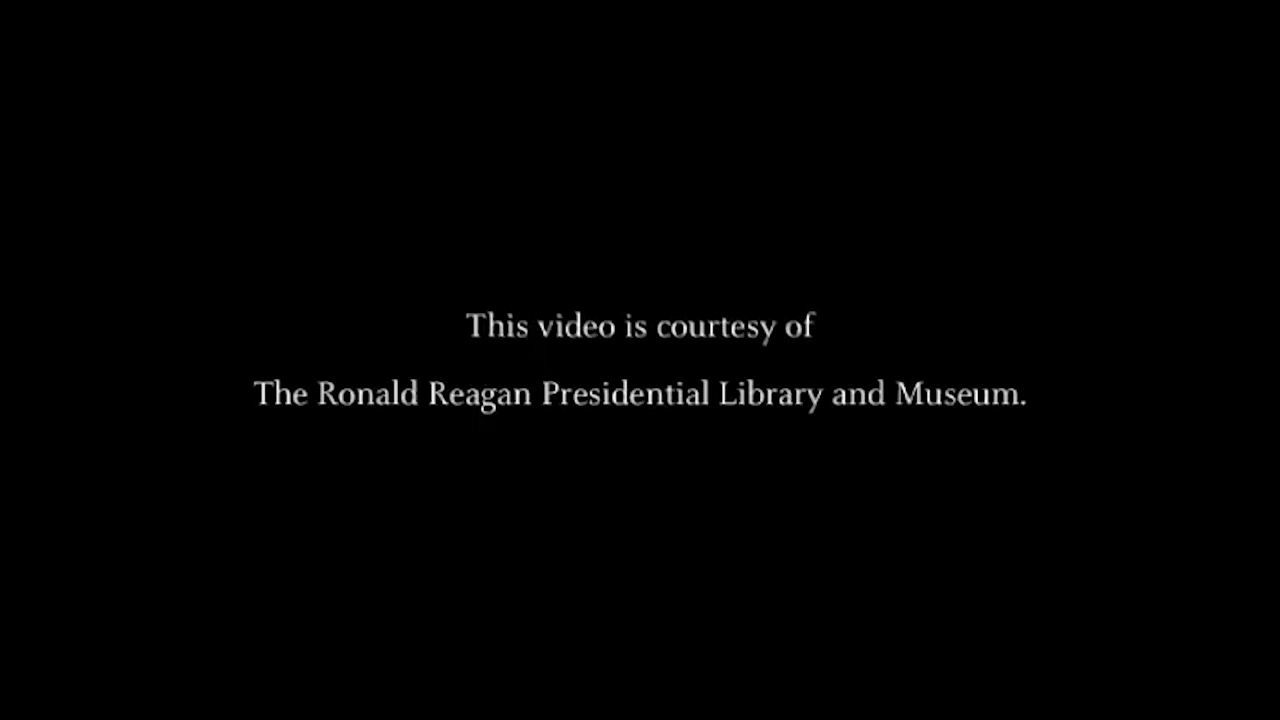 This video is courtesy of
The Ronald Reagan Presidential Library and Museum.